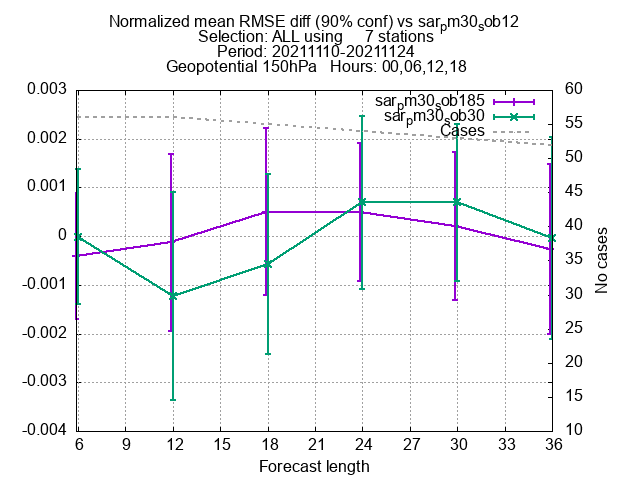 Normalized mean RMSE diff (90% conf) vs sarpm30sob12
Selection: ALL using 7 stations
Period: 20211110-20211124
Geopotential 150hPa Hours: 00,06,12,18
sarpm30sob185
sarpm30sob30
Cases
0.003
0.002
0.001
0
-0.001
-0.002
-0.003
-0.004
60
55
50
45
40
35
30
25
20
15
10
No cases
6 9 12 15 18 21 24 27 30 33 36
Forecast length